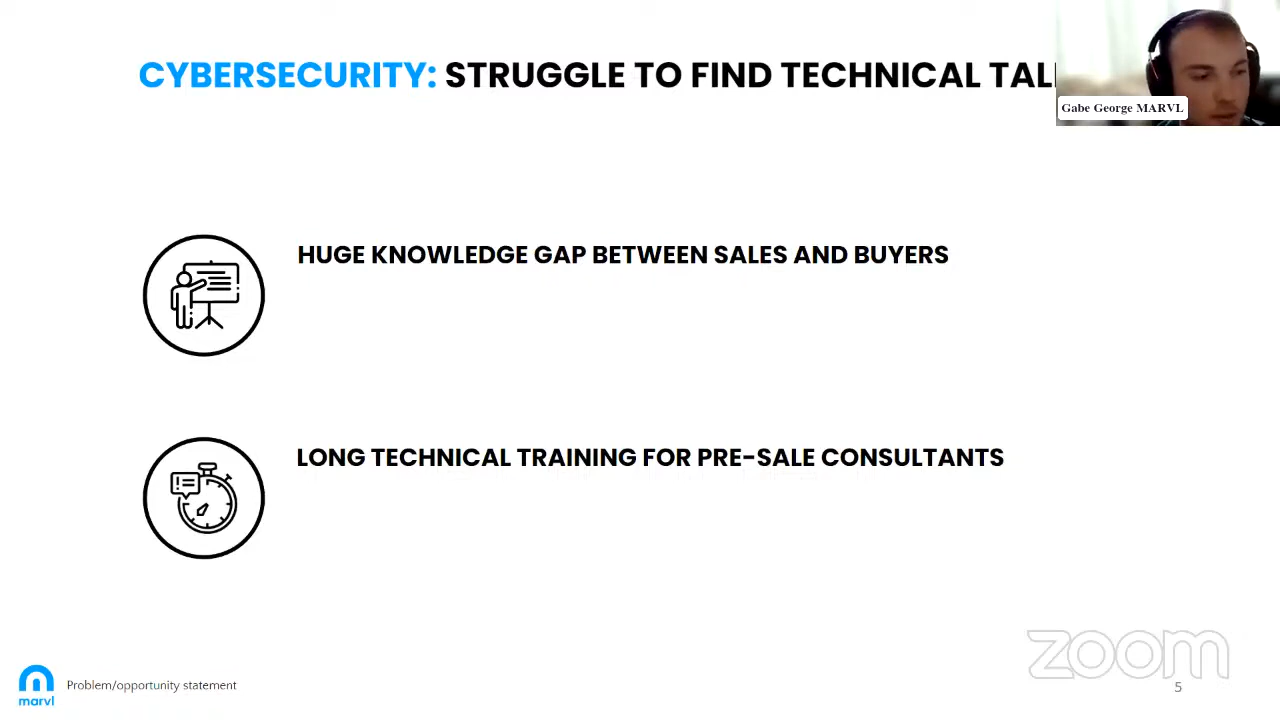 CYBERSECURITY: STRUGGLE TO FIND TECHNICAL
Gabe George MARVL
HUGE KNOWLEDGE GAP BETWEEN SALES AND BUYERS
LONG TECHNICAL TRAINING FOR PRE-SALE CONSULTANTS
zoom
marvl
Problem/opportunity statement
5